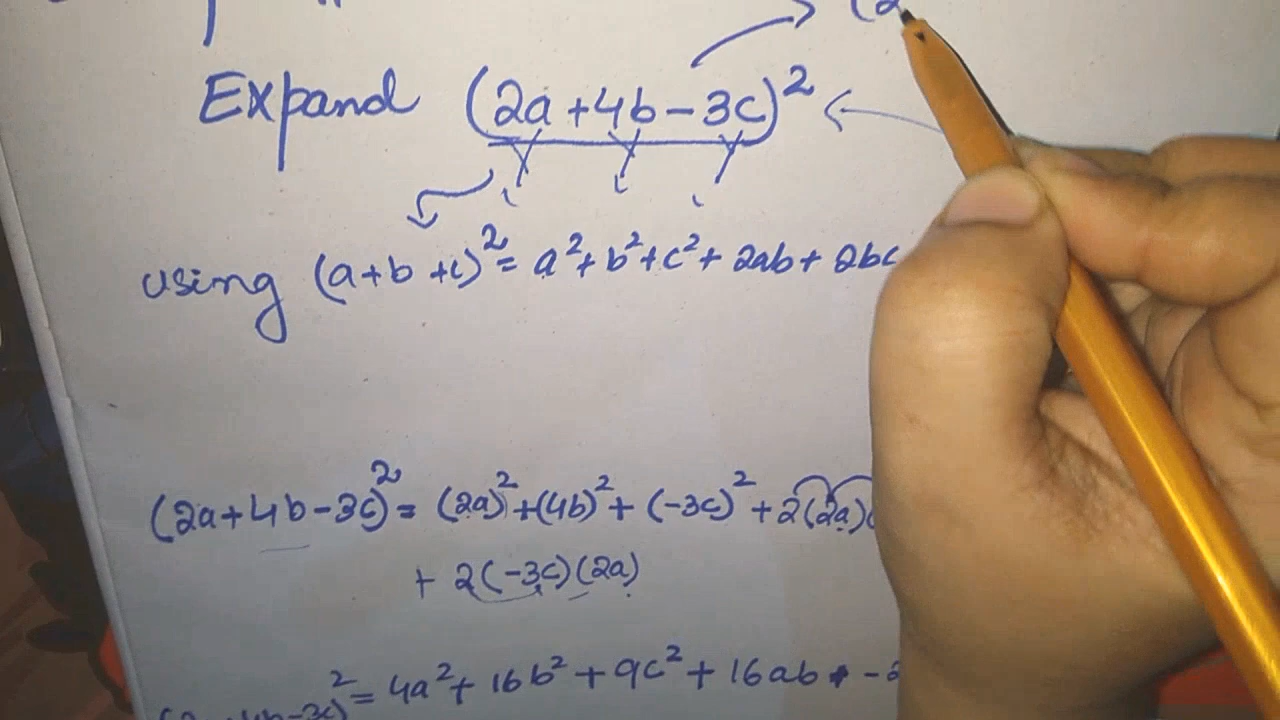 (2
Expand (2a+4b-3c)²
using (a+b+c)² = a²+b²+c²+2ab+2bc
(2a+4b-3c)² = (2a)²+(4b)²+(-3c)²+2(2a)(
+ 2(-3c)(2a)
= 4a²+16b²+9c²+16ab -